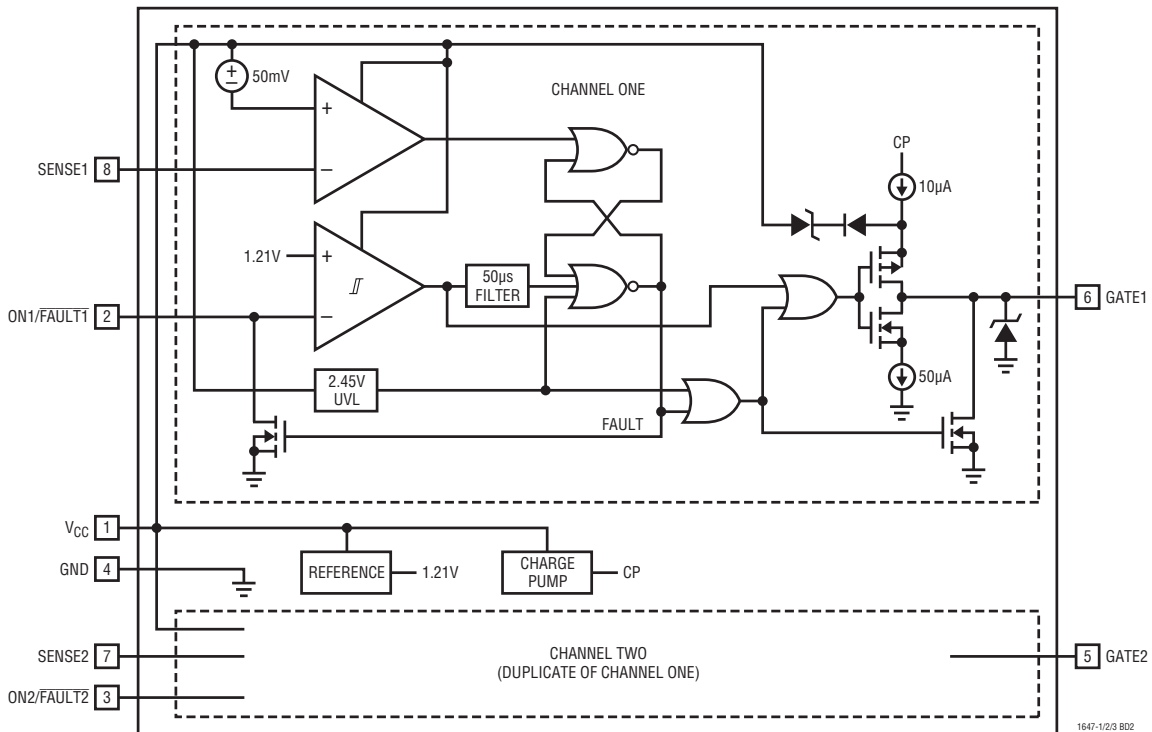 50mV
CHANNEL ONE
+
–
SENSE1 8
CP
10µA
1.21V
+
–
50µs
FILTER
ON1/FAULT1 2
6 GATE1
2.45V
UVL
50µA
FAULT
VCC 1
GND 4
REFERENCE
1.21V
CHARGE
PUMP
CP
SENSE2 7
CHANNEL TWO
(DUPLICATE OF CHANNEL ONE)
5 GATE2
ON2/FAULT2 3
1647-1/2/3 BD2